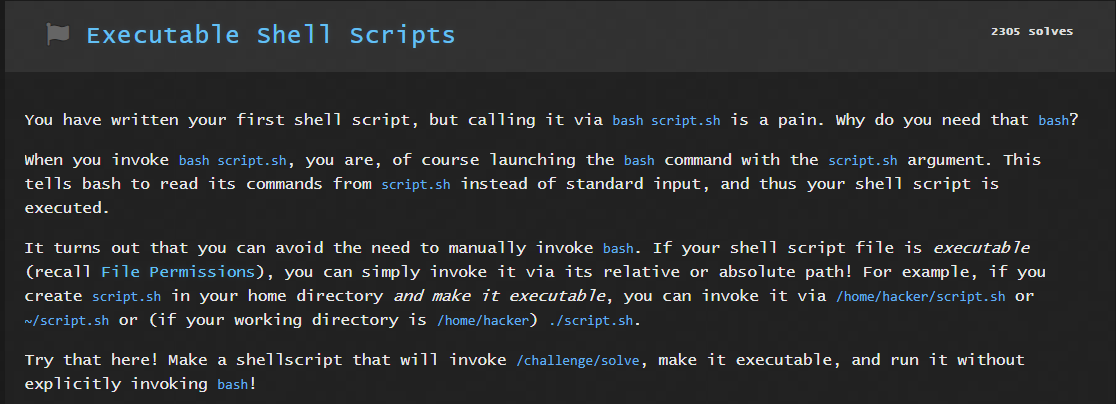 Executable Shell Scripts
2305 solves
You have written your first shell script, but calling it via bash script.sh is a pain. Why do you need that bash?
When you invoke bash script.sh, you are, of course launching the bash command with the script.sh argument. This
tells bash to read its commands from script.sh instead of standard input, and thus your shell script is
executed.
It turns out that you can avoid the need to manually invoke bash. If your shell script file is executable
(recall File Permissions), you can simply invoke it via its relative or absolute path! For example, if you
create script.sh in your home directory and make it executable, you can invoke it via /home/hacker/script.sh or
~/script.sh or (if your working directory is /home/hacker) ./script.sh.
Try that here! Make a shellscript that will invoke /challenge/solve, make it executable, and run it without
explicitly invoking bash!